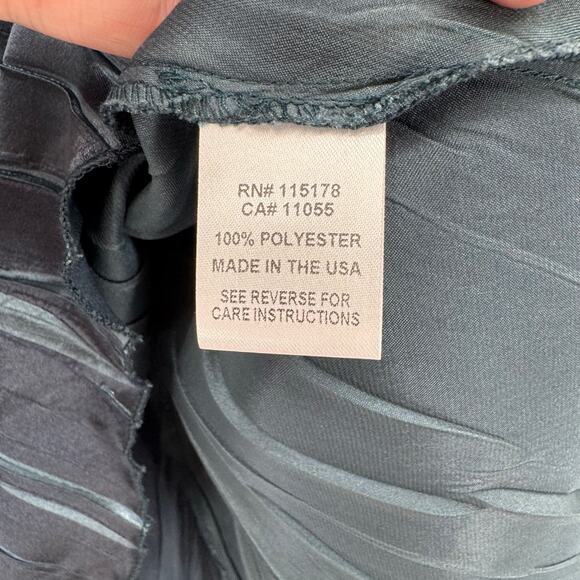 RN# 115178
CA# 11055
100% POLYESTER
MADE IN THE USA
SEE REVERSE FOR
CARE INSTRUCTIONS